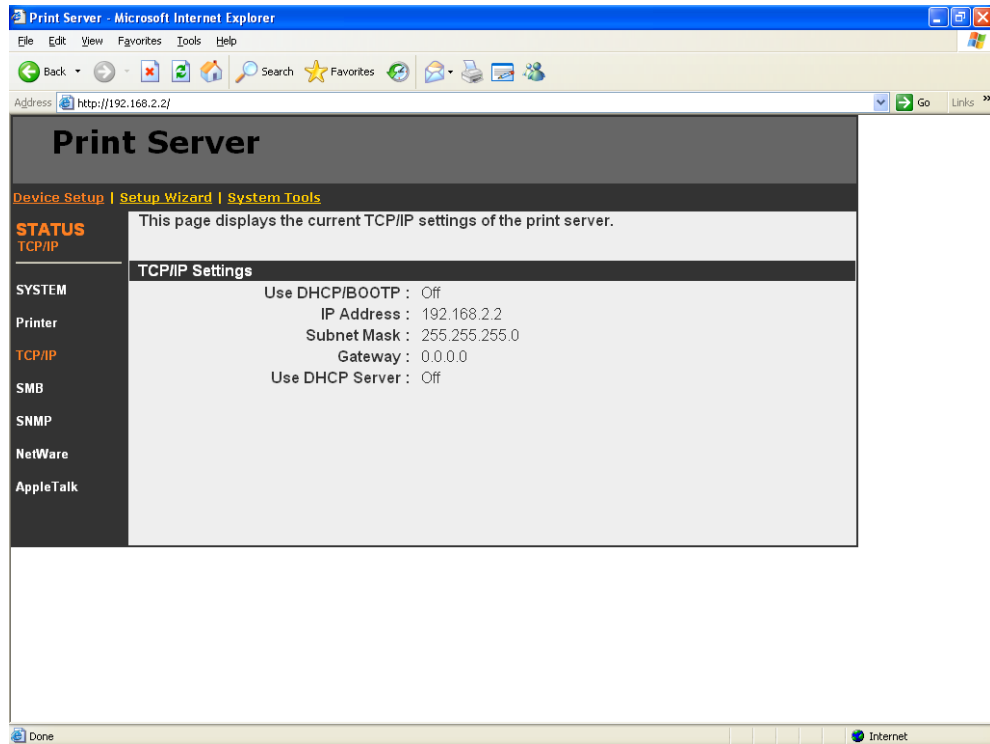 Print Server - Microsoft Internet Explorer
File Edit View Favorites Tools Help
Back Search Favorites
Address http://192.168.2.2/ Go Links »
Print Server
Device Setup | Setup Wizard | System Tools
STATUS
TCP/IP
This page displays the current TCP/IP settings of the print server.
TCP/IP Settings
SYSTEM
Printer
TCP/IP
SMB
SNMP
NetWare
AppleTalk
Use DHCP/BOOTP : Off
IP Address : 192.168.2.2
Subnet Mask : 255.255.255.0
Gateway : 0.0.0.0
Use DHCP Server : Off
Done Internet